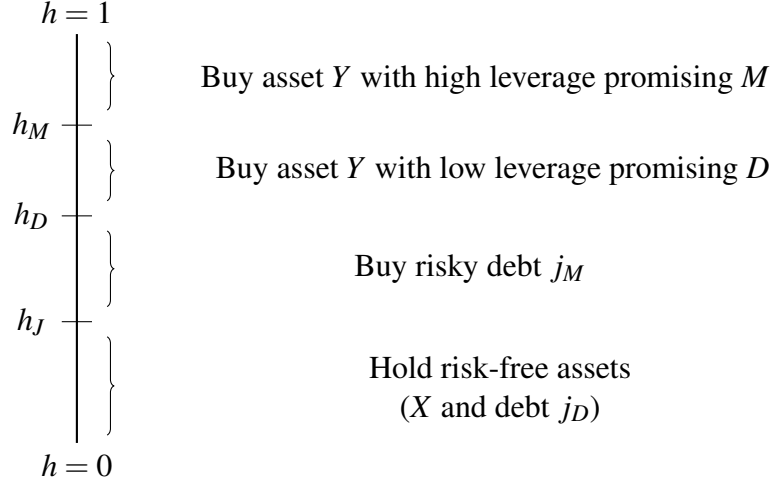 h = 1
Buy asset Y with high leverage promising M
h_M
Buy asset Y with low leverage promising D
h_D
Buy risky debt j_M
h_J
Hold risk-free assets
(X and debt j_D)
h = 0